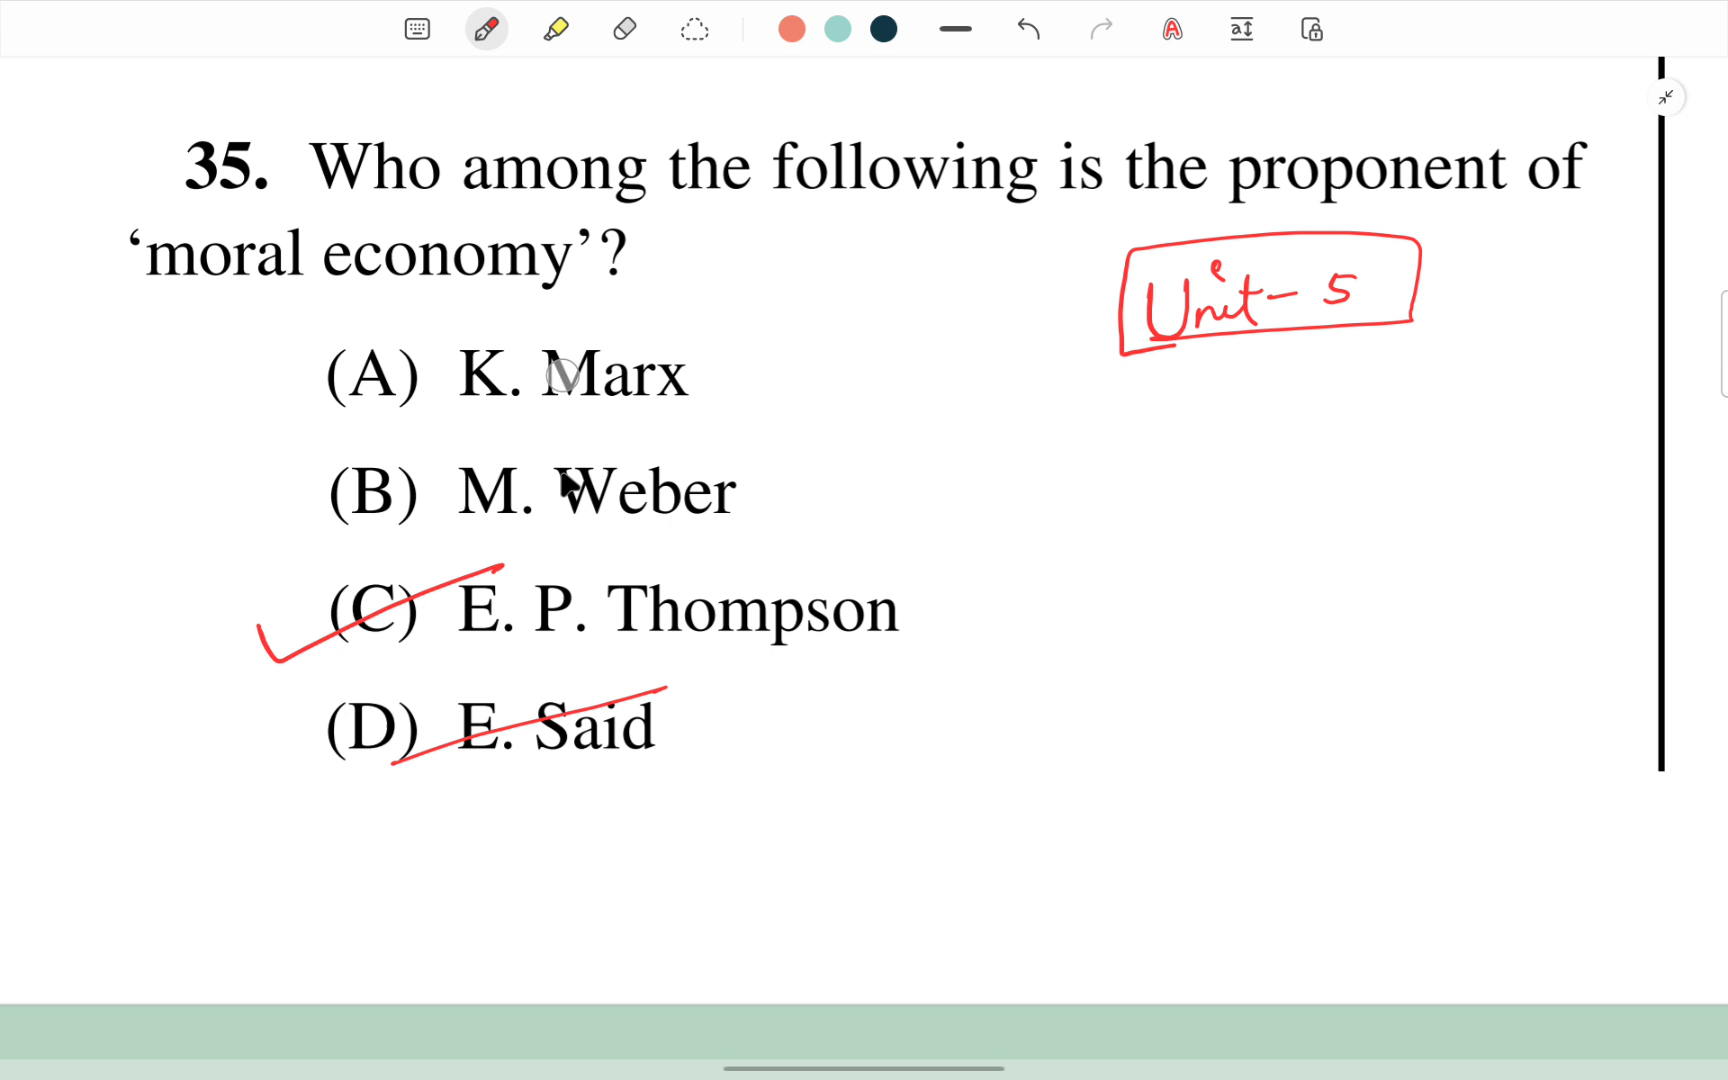 35. Who among the following is the proponent of
‘moral economy’?
Unit - 5
(A) K. Marx
(B) M. Weber
(C) E. P. Thompson
(D) E. Said